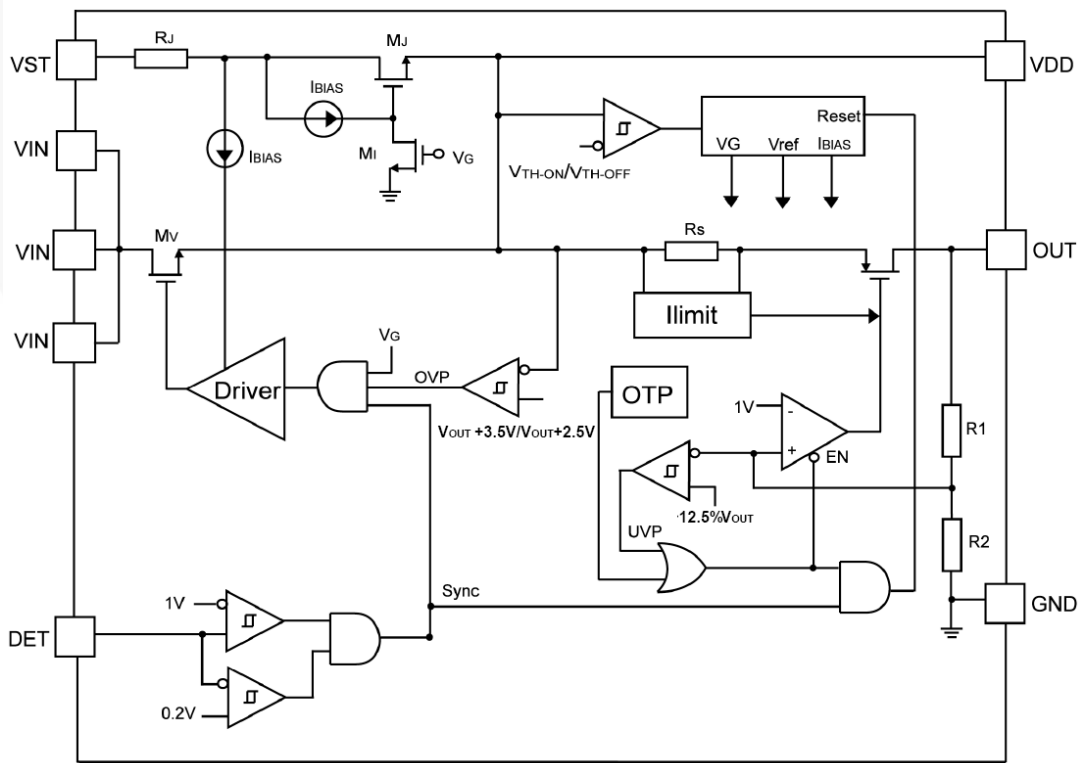 RJ
MJ
VST
VDD
IBIAS
Reset
VIN
IBIAS
MI
VG
VG
Vref
IBIAS
VTH-ON/VTH-OFF
MV
RS
VIN
OUT
Ilimit
VIN
VG
Driver
OVP
OTP
1V
-
R1
VOUT +3.5V/VOUT+2.5V
+
EN
-12.5%VOUT
UVP
R2
Sync
1V
GND
DET
0.2V